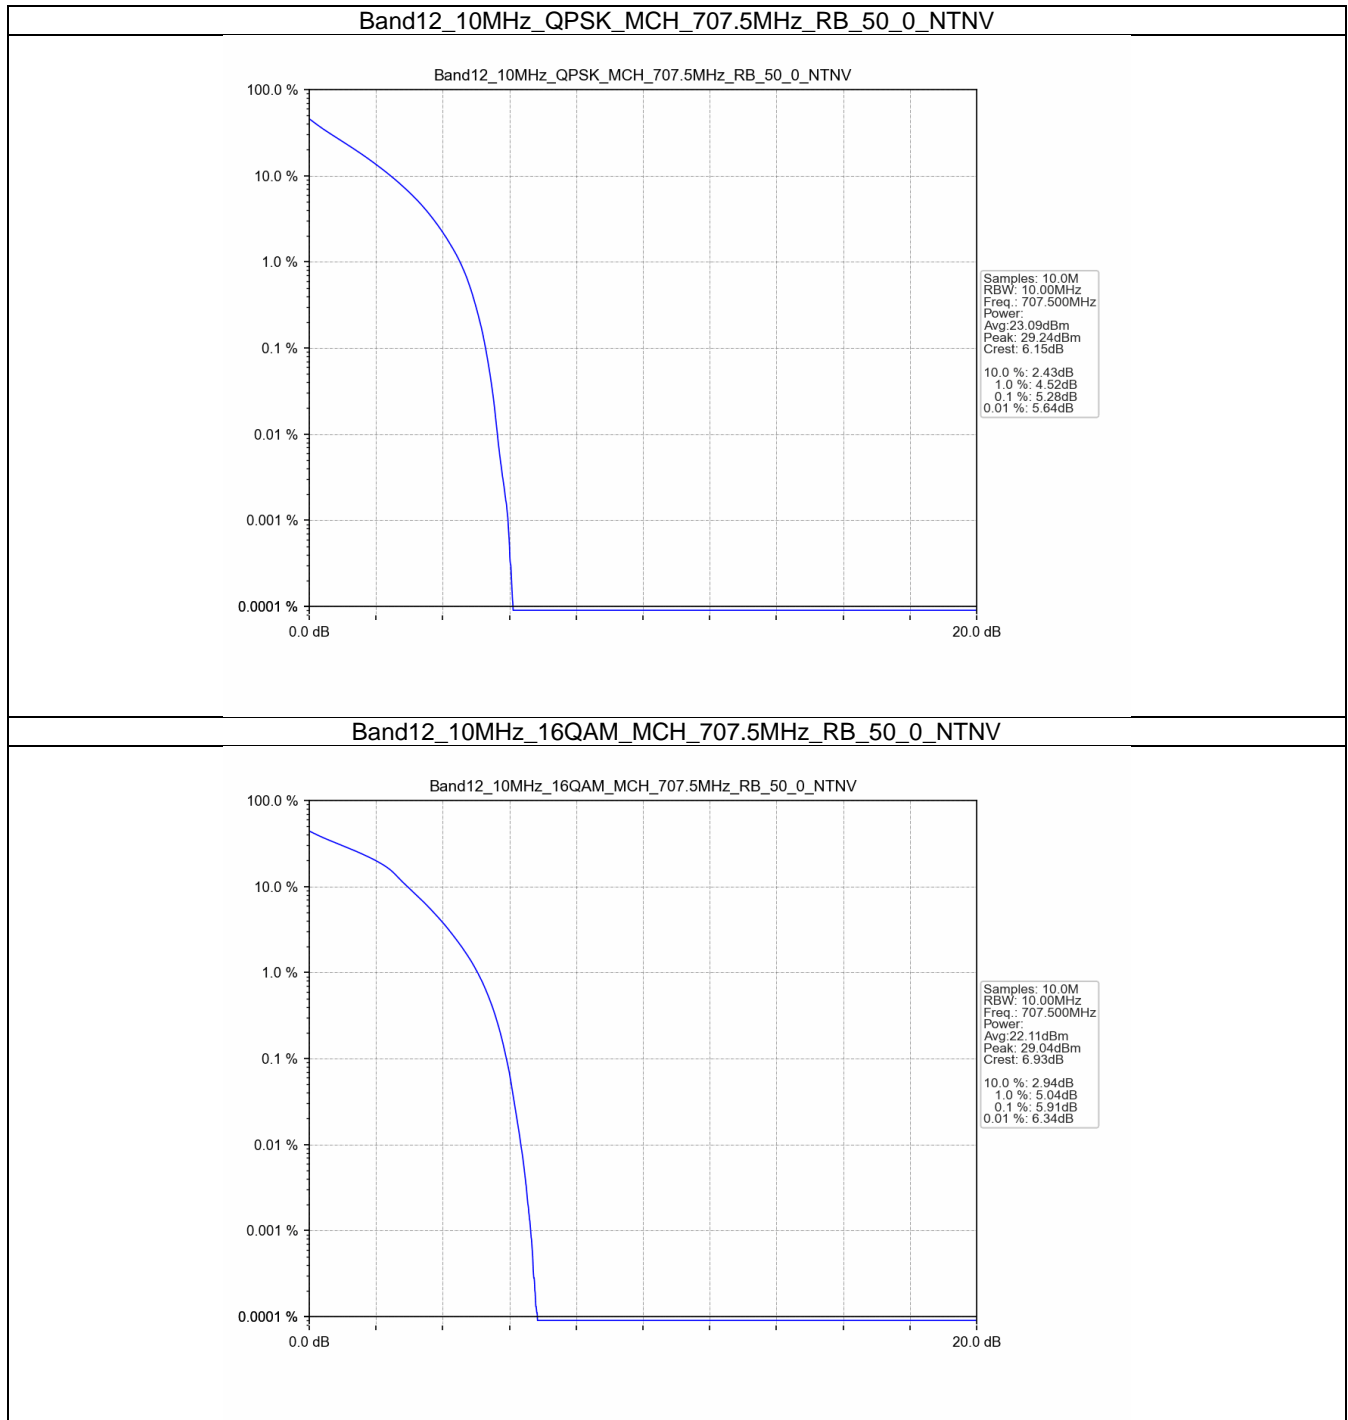 Band12_10MHz_QPSK_MCH_707.5MHz_RB_50_0_NTNV
Band12_10MHz_QPSK_MCH_707.5MHz_RB_50_0_NTNV
100.0 %
10.0 %
1.0 %
0.1 %
0.01 %
0.001 %
0.0001 %
0.0 dB
20.0 dB
Samples: 10.0M
RBW: 10.00MHz
Freq.: 707.500MHz
Power:
Avg:23.09dBm
Peak: 29.24dBm
Crest: 6.15dB
10.0 %: 2.43dB
1.0 %: 4.52dB
0.1 %: 5.28dB
0.01 %: 5.64dB
Band12_10MHz_16QAM_MCH_707.5MHz_RB_50_0_NTNV
Band12_10MHz_16QAM_MCH_707.5MHz_RB_50_0_NTNV
100.0 %
10.0 %
1.0 %
0.1 %
0.01 %
0.001 %
0.0001 %
0.0 dB
20.0 dB
Samples: 10.0M
RBW: 10.00MHz
Freq.: 707.500MHz
Power:
Avg:22.11dBm
Peak: 29.04dBm
Crest: 6.93dB
10.0 %: 2.94dB
1.0 %: 5.04dB
0.1 %: 5.91dB
0.01 %: 6.34dB